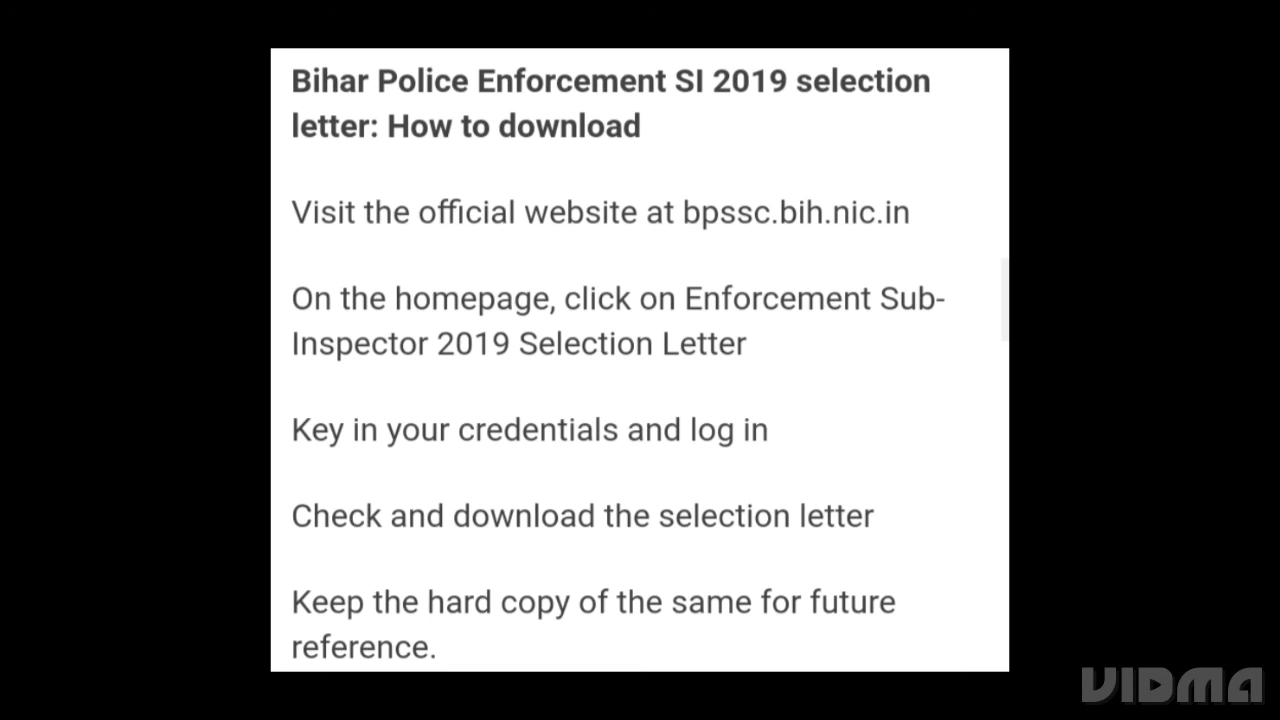 Bihar Police Enforcement SI 2019 selection
letter: How to download
Visit the official website at bpssc.bih.nic.in
On the homepage, click on Enforcement Sub-
Inspector 2019 Selection Letter
Key in your credentials and log in
Check and download the selection letter
Keep the hard copy of the same for future
reference.
VIDMA